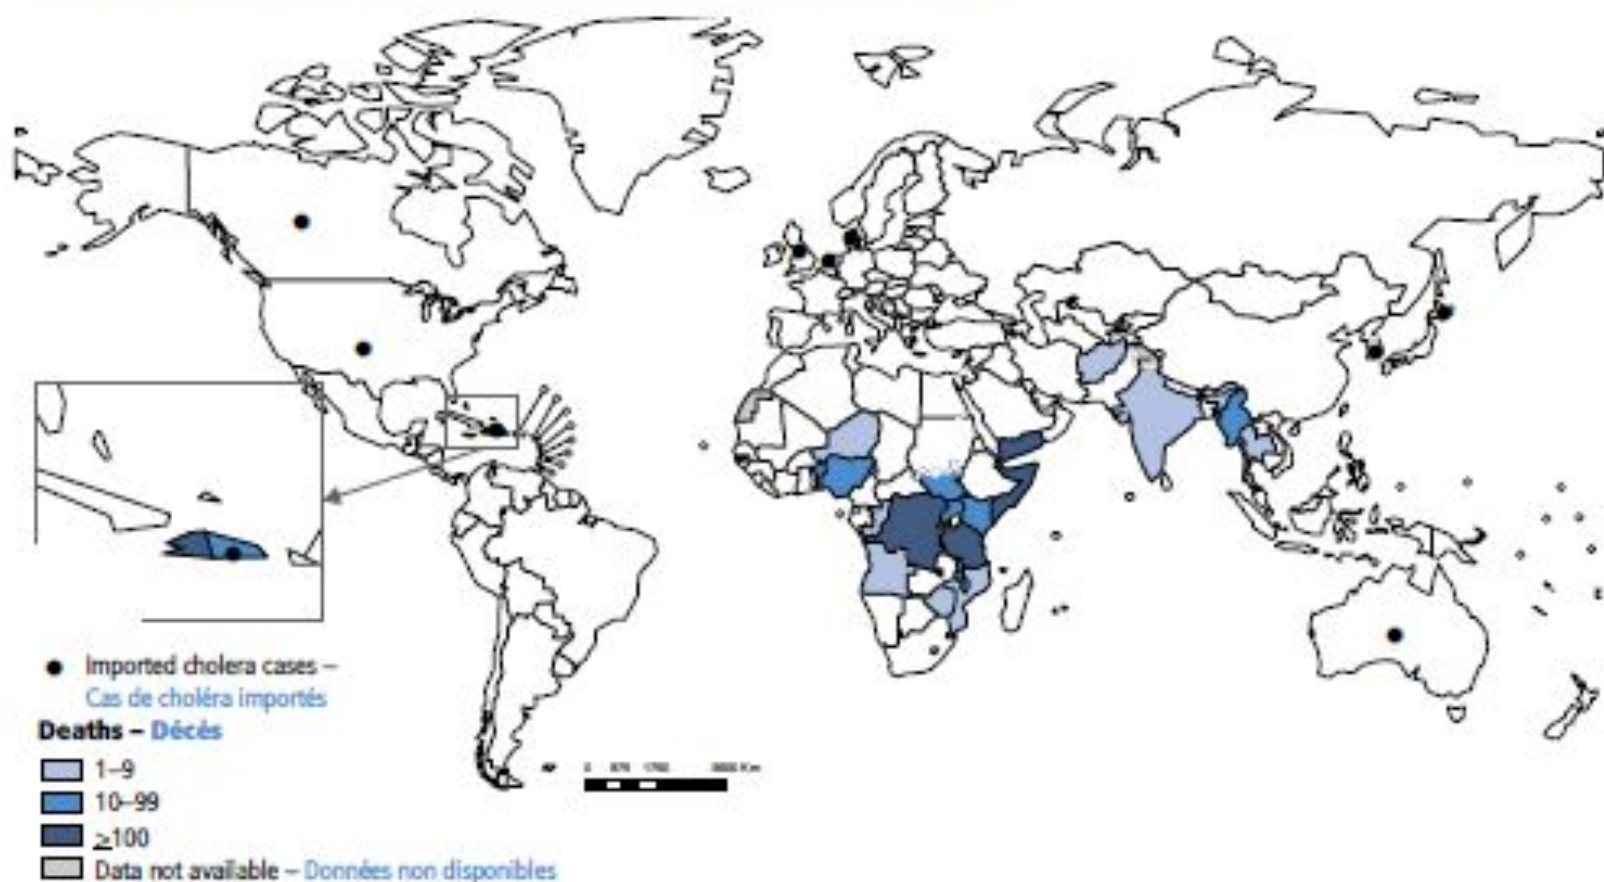 Imported cholera cases –
Cas de choléra importés
Deaths – Décès
1–9
10–99
≥100
Data not available – Données non disponibles